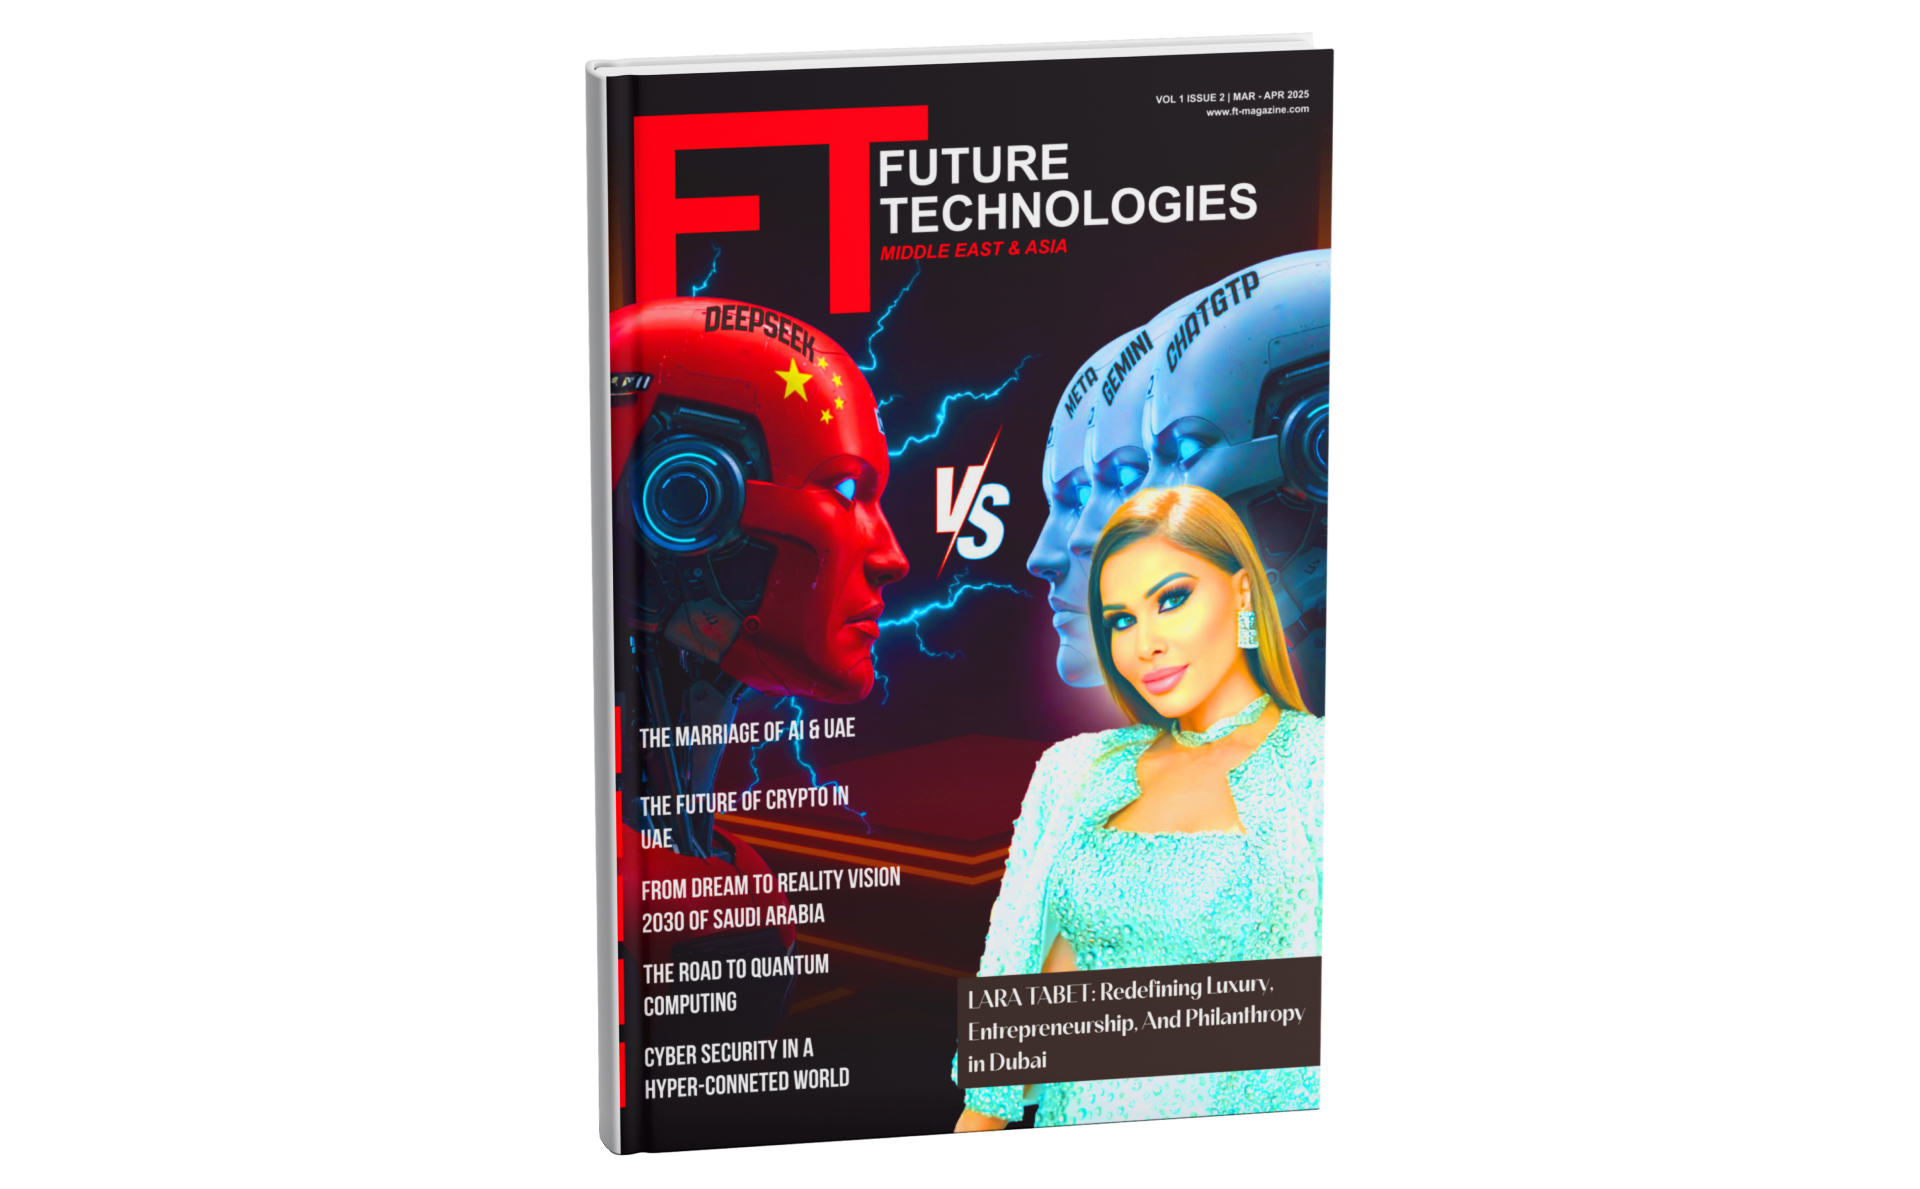 VOL 1 ISSUE 2 | MAR - APR 2025
www.ft-magazine.com
FT
FUTURE
TECHNOLOGIES
MIDDLE EAST & ASIA
DEEPSEEK
META
GEMINI
CHATGTP
VS
THE MARRIAGE OF AI & UAE
THE FUTURE OF CRYPTO IN
UAE
FROM DREAM TO REALITY VISION
2030 OF SAUDI ARABIA
THE ROAD TO QUANTUM
COMPUTING
CYBER SECURITY IN A
HYPER-CONNETED WORLD
LARA TABET: Redefining Luxury,
Entrepreneurship, And Philanthropy
in Dubai